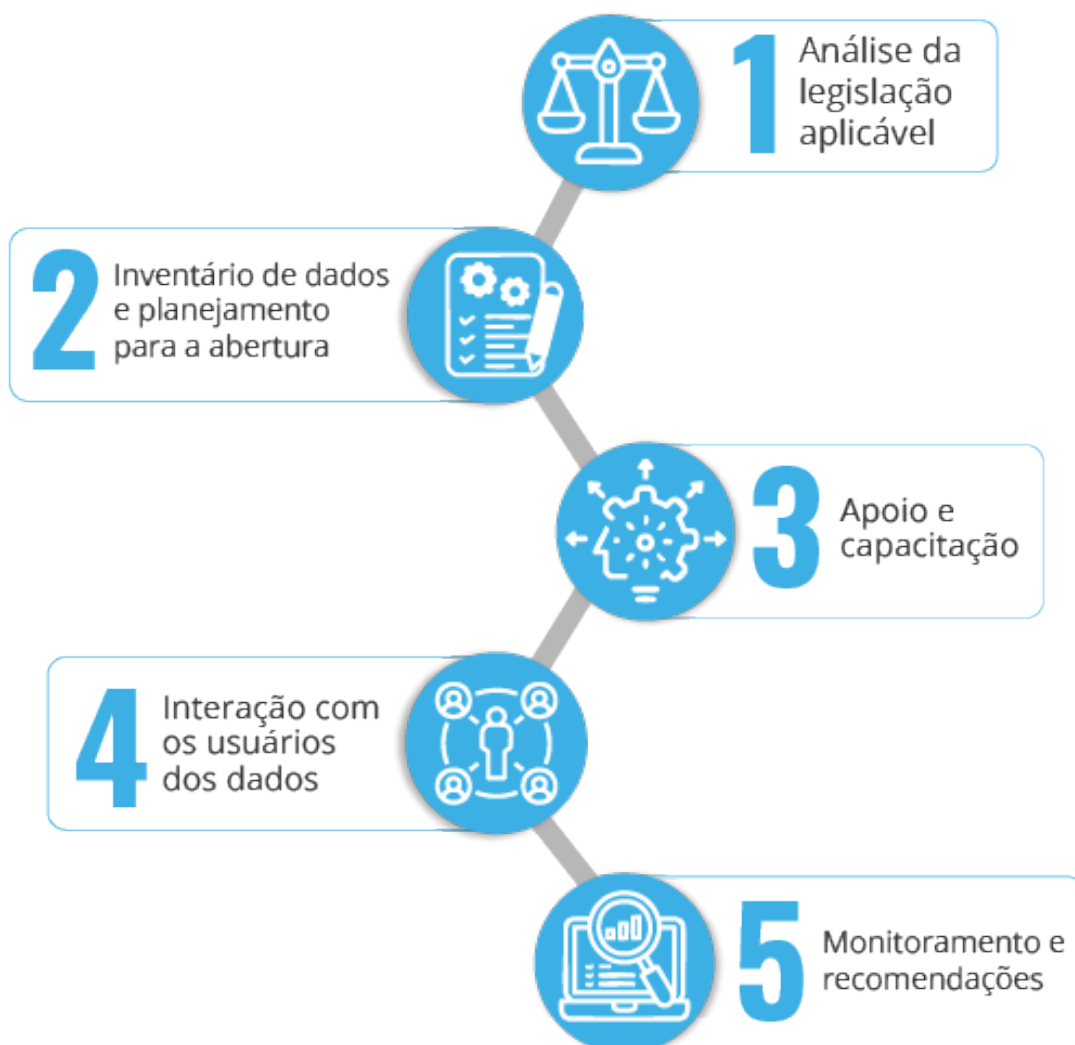 1
Análise da
legislação
aplicável
2
Inventário de dados
e planejamento
para a abertura
3
Apoio e
capacitação
4
Interação com
os usuários
dos dados
5
Monitoramento e
recomendações